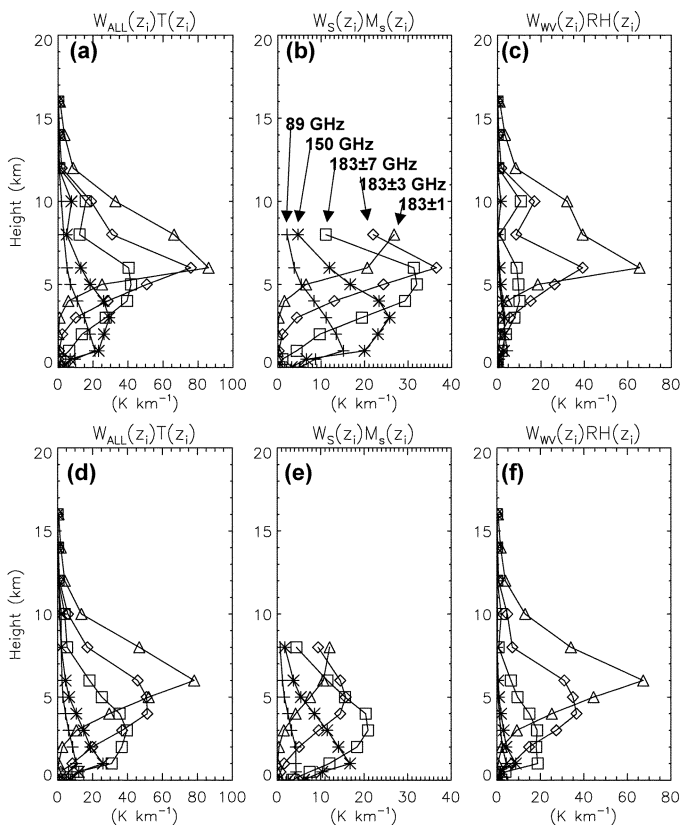 W_ALL(z_i)T(z_i)
W_S(z_i)M_s(z_i)
W_WV(z_i)RH(z_i)
(a)
(b)
(c)
89 GHz
150 GHz
183±7 GHz
183±3 GHz
183±1
Height (km)
20
15
10
5
0
0 20 40 60 80 100
0 10 20 30 40
0 20 40 60 80
(K km⁻¹)
(K km⁻¹)
(K km⁻¹)
W_ALL(z_i)T(z_i)
W_S(z_i)M_s(z_i)
W_WV(z_i)RH(z_i)
(d)
(e)
(f)
Height (km)
20
15
10
5
0
0 20 40 60 80 100
0 10 20 30 40
0 20 40 60 80
(K km⁻¹)
(K km⁻¹)
(K km⁻¹)